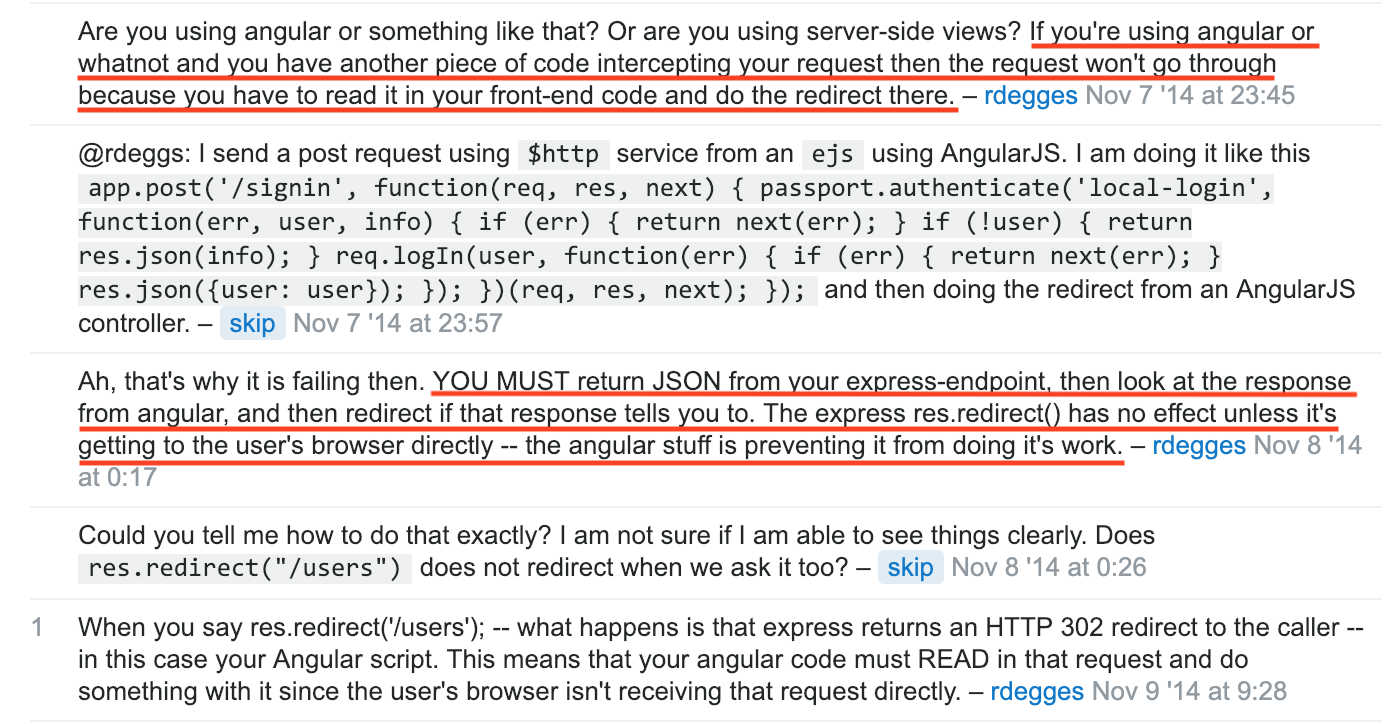 Are you using angular or something like that? Or are you using server-side views? If you're using angular or
whatnot and you have another piece of code intercepting your request then the request won't go through
because you have to read it in your front-end code and do the redirect there. – rdegges Nov 7 '14 at 23:45
@rdeggs: I send a post request using $http service from an ejs using AngularJS. I am doing it like this
app.post('/signin', function(req, res, next) { passport.authenticate('local-login',
function(err, user, info) { if (err) { return next(err); } if (!user) { return
res.json(info); } req.logIn(user, function(err) { if (err) { return next(err); }
res.json({user: user}); }); })(req, res, next); }); and then doing the redirect from an AngularJS
controller. – skip Nov 7 '14 at 23:57
Ah, that's why it is failing then. YOU MUST return JSON from your express-endpoint, then look at the response
from angular, and then redirect if that response tells you to. The express res.redirect() has no effect unless it's
getting to the user's browser directly -- the angular stuff is preventing it from doing it's work. – rdegges Nov 8 '14
at 0:17
Could you tell me how to do that exactly? I am not sure if I am able to see things clearly. Does
res.redirect("/users") does not redirect when we ask it too? – skip Nov 8 '14 at 0:26
1 When you say res.redirect('/users'); -- what happens is that express returns an HTTP 302 redirect to the caller --
in this case your Angular script. This means that your angular code must READ in that request and do
something with it since the user's browser isn't receiving that request directly. – rdegges Nov 9 '14 at 9:28